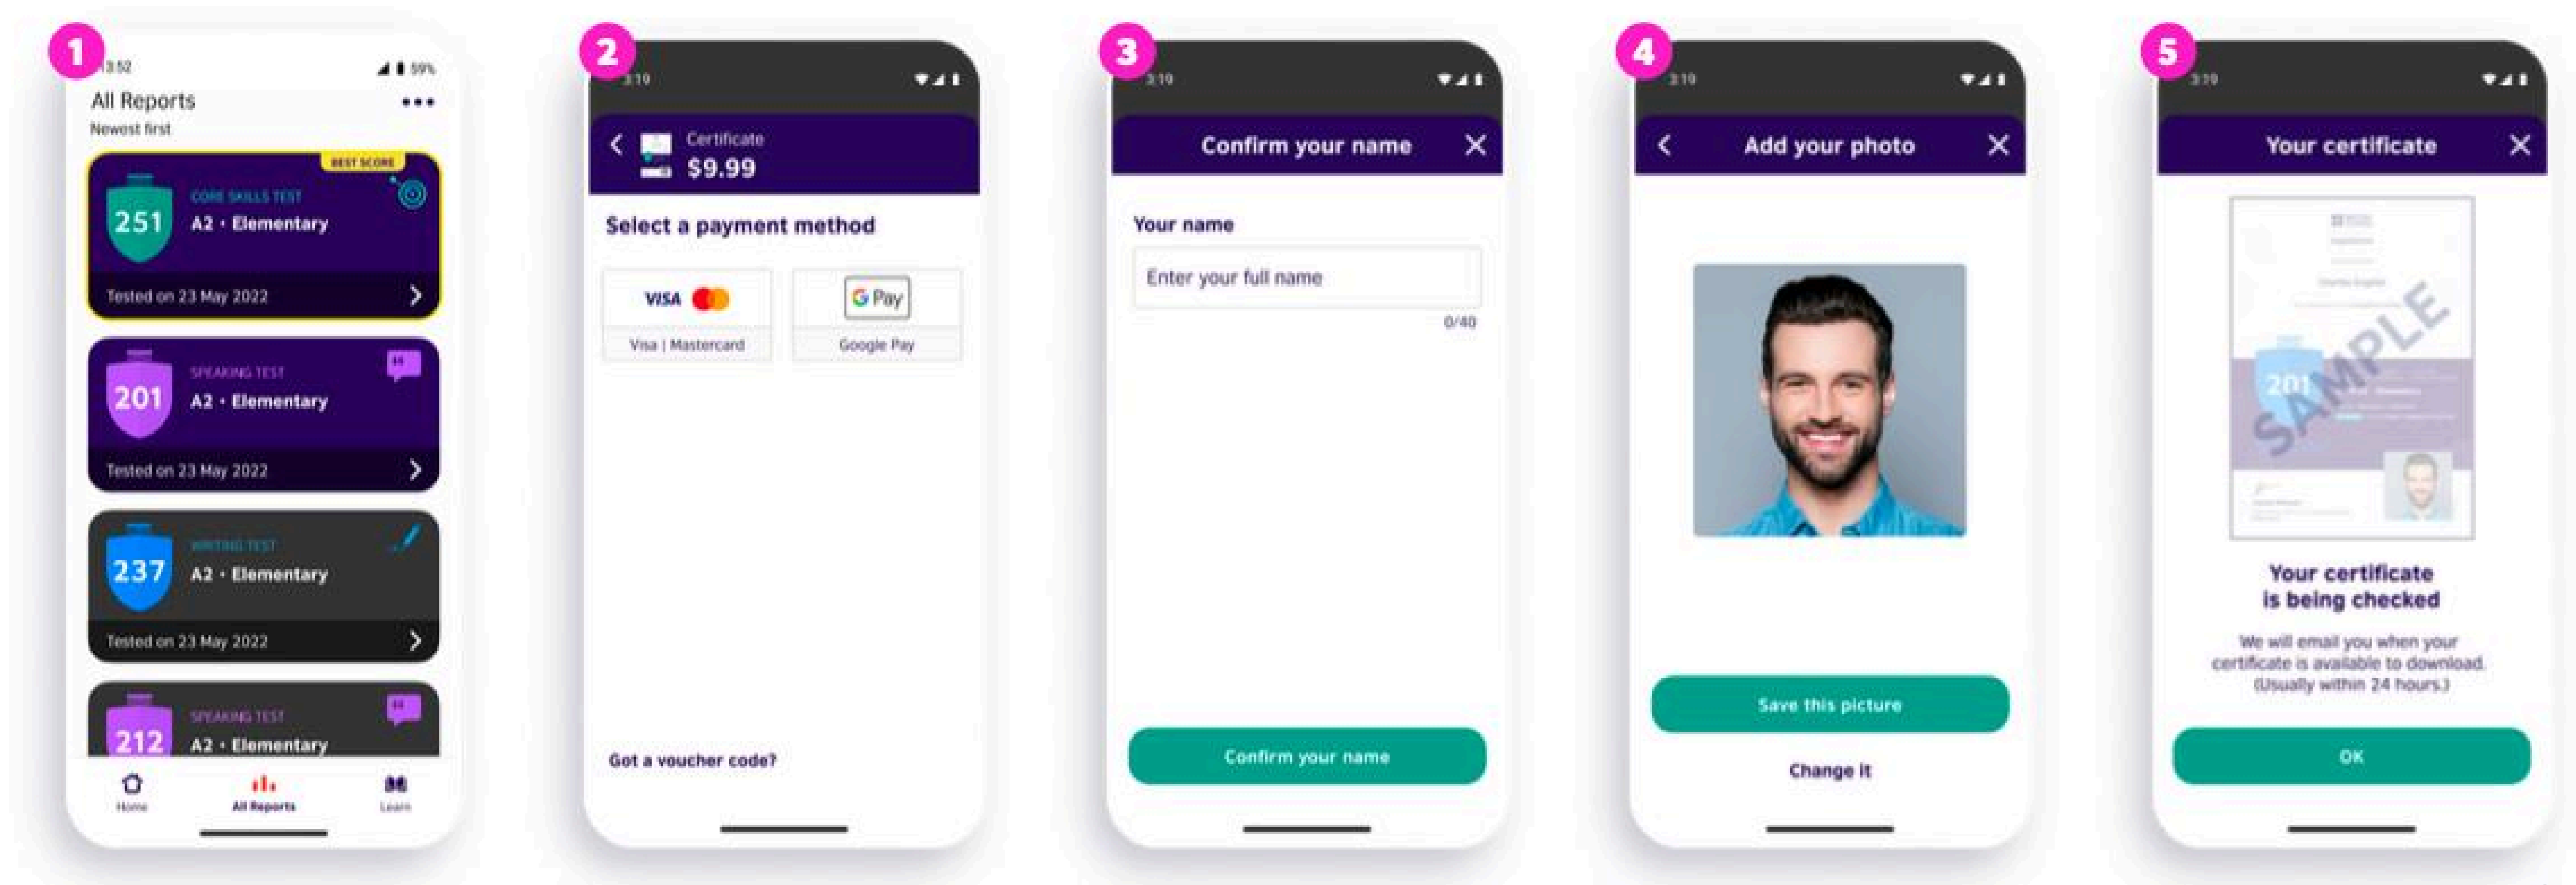 1
13:52
59%
All Reports
Newest first
BEST SCORE
CORE SKILLS TEST
251
A2 • Elementary
Tested on 23 May 2022
SPEAKING TEST
201
A2 • Elementary
Tested on 23 May 2022
WRITING TEST
237
A2 • Elementary
Tested on 23 May 2022
SPEAKING TEST
212
A2 • Elementary
Home
All Reports
Learn
2
3:19
Certificate
$9.99
Select a payment method
VISA
G Pay
Visa | Mastercard
Google Pay
Got a voucher code?
3
3:19
Confirm your name
Your name
Enter your full name
0/40
Confirm your name
4
3:19
Add your photo
Save this picture
Change it
5
3:19
Your certificate
201
SAMPLE
Your certificate
is being checked
We will email you when your
certificate is available to download.
(Usually within 24 hours.)
OK